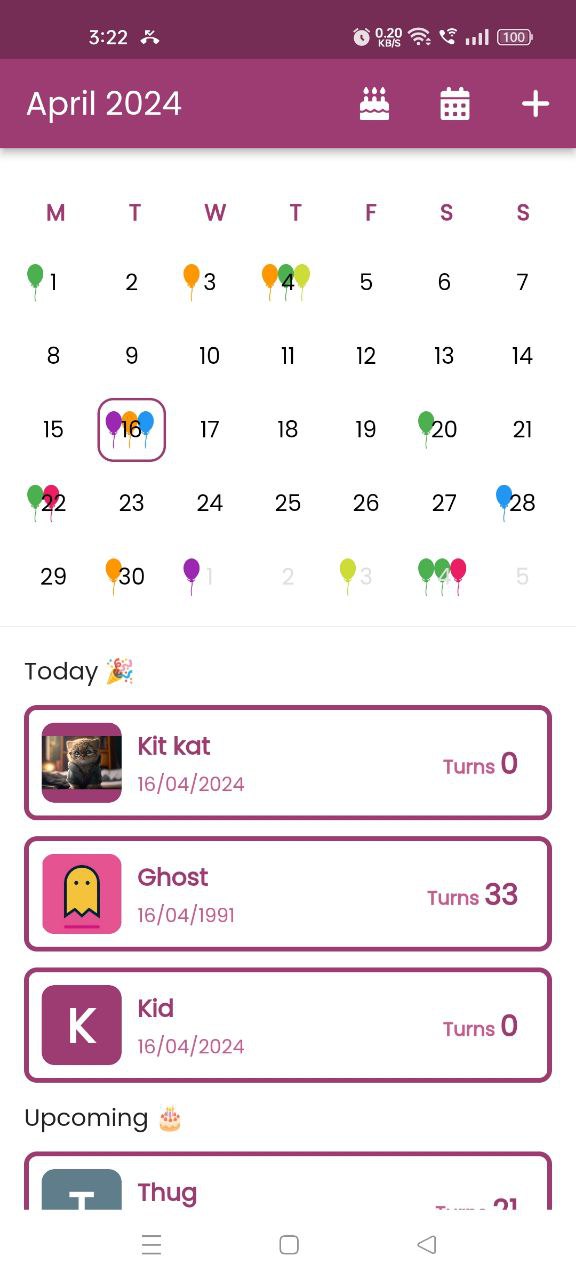 3:22 0.20 KB/S 100
April 2024
M T W T F S S
1 2 3 4 5 6 7
8 9 10 11 12 13 14
15 16 17 18 19 20 21
22 23 24 25 26 27 28
29 30 1 2 3 4 5
Today 🎉
Kit kat
16/04/2024
Turns 0
Ghost
16/04/1991
Turns 33
K
Kid
16/04/2024
Turns 0
Upcoming 🎂
T
Thug
Turns 21